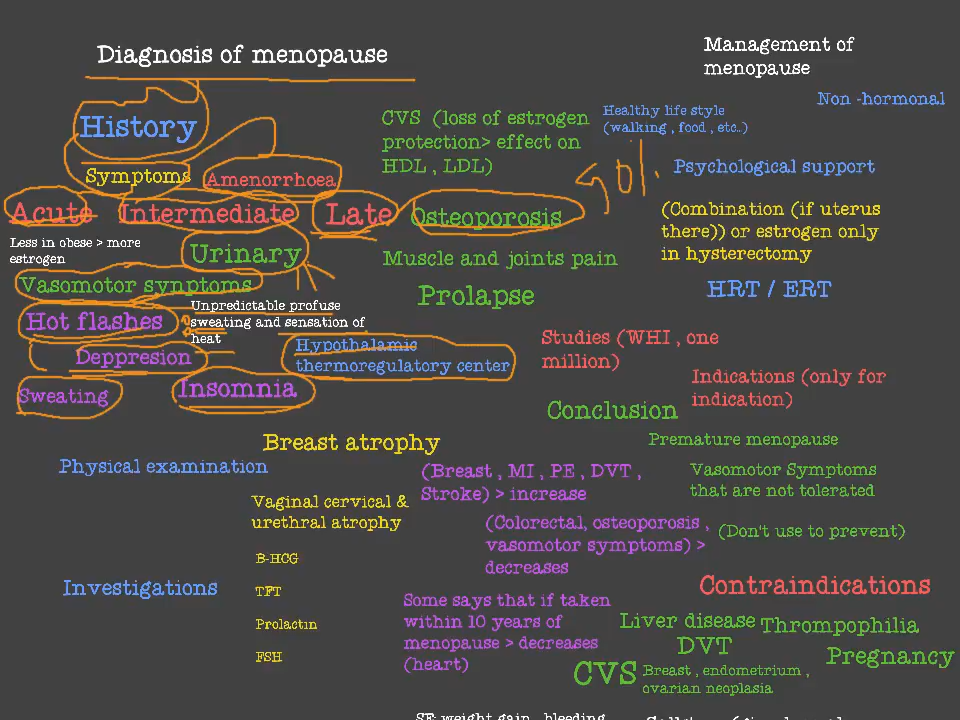 Diagnosis of menopause
History
Symptoms
Amenorrhoea
Acute
Intermediate
Late
Less in obese > more
estrogen
Urinary
Vasomotor symptoms
Hot flashes
Unpredictable profuse
sweating and sensation of
heat
Deppresion
Hypothalamic
thermoregulatory center
Sweating
Insomnia
CVS (loss of estrogen
protection> effect on
HDL , LDL)
Osteoporosis
Muscle and joints pain
Prolapse
Breast atrophy
Physical examination
Vaginal cervical &
urethral atrophy
Investigations
B-HCG
TFT
Prolactin
FSH
Management of
menopause
Non -hormonal
Healthy life style
(walking , food , etc..)
Psychological support
50%
(Combination (if uterus
there)) or estrogen only
in hysterectomy
HRT / ERT
Studies (WHI , one
million)
Indications (only for
indication)
Conclusion
Premature menopause
(Breast , MI , PE , DVT ,
Stroke) > increase
Vasomotor Symptoms
that are not tolerated
(Colorectal, osteoporosis ,
vasomotor symptoms) >
decreases
(Don't use to prevent)
Some says that if taken
within 10 years of
menopause > decreases
(heart)
Contraindications
Liver disease
Thrompophilia
DVT
Pregnancy
CVS
Breast , endometrium ,
ovarian neoplasia
SE: weight gain , bleeding